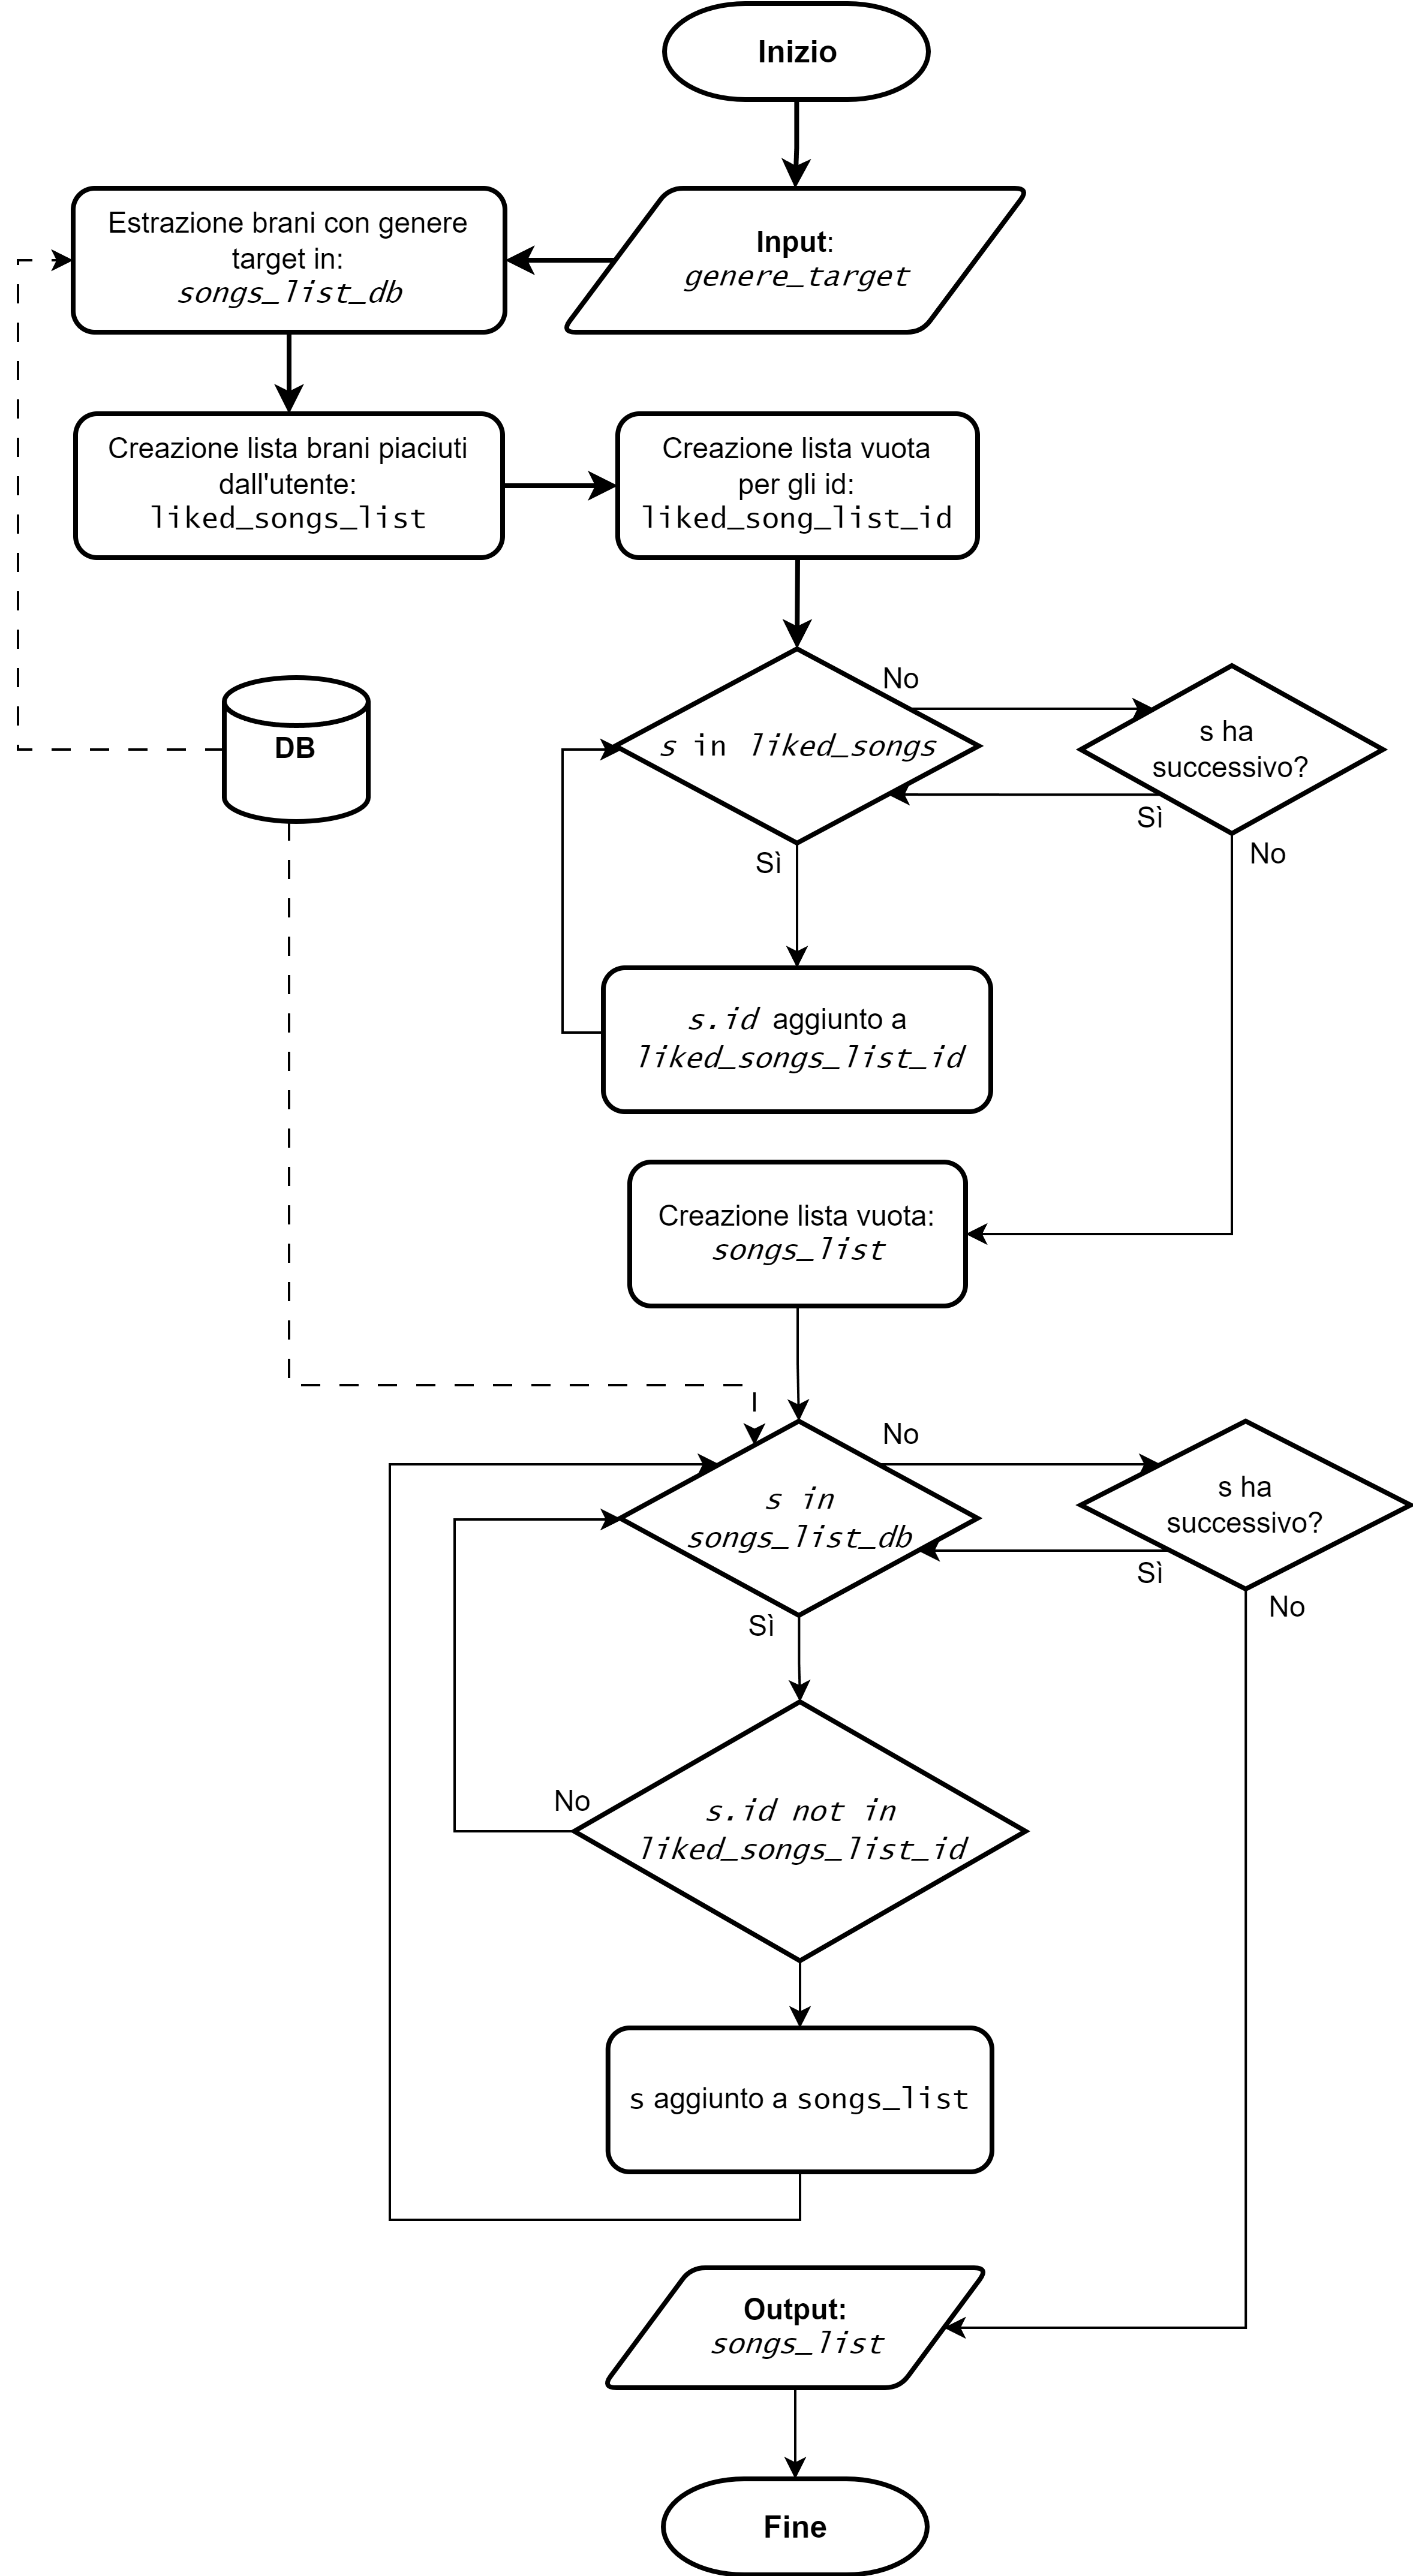 Inizio
Input:
genere_target
Estrazione brani con genere
target in:
songs_list_db
Creazione lista brani piaciuti
dall'utente:
liked_songs_list
Creazione lista vuota
per gli id:
liked_song_list_id
DB
No
s in liked_songs
s ha
successivo?
Sì
No
Sì
s.id aggiunto a
liked_songs_list_id
Creazione lista vuota:
songs_list
No
s in
songs_list_db
s ha
successivo?
Sì
No
Sì
No
s.id not in
liked_songs_list_id
s aggiunto a songs_list
Output:
songs_list
Fine